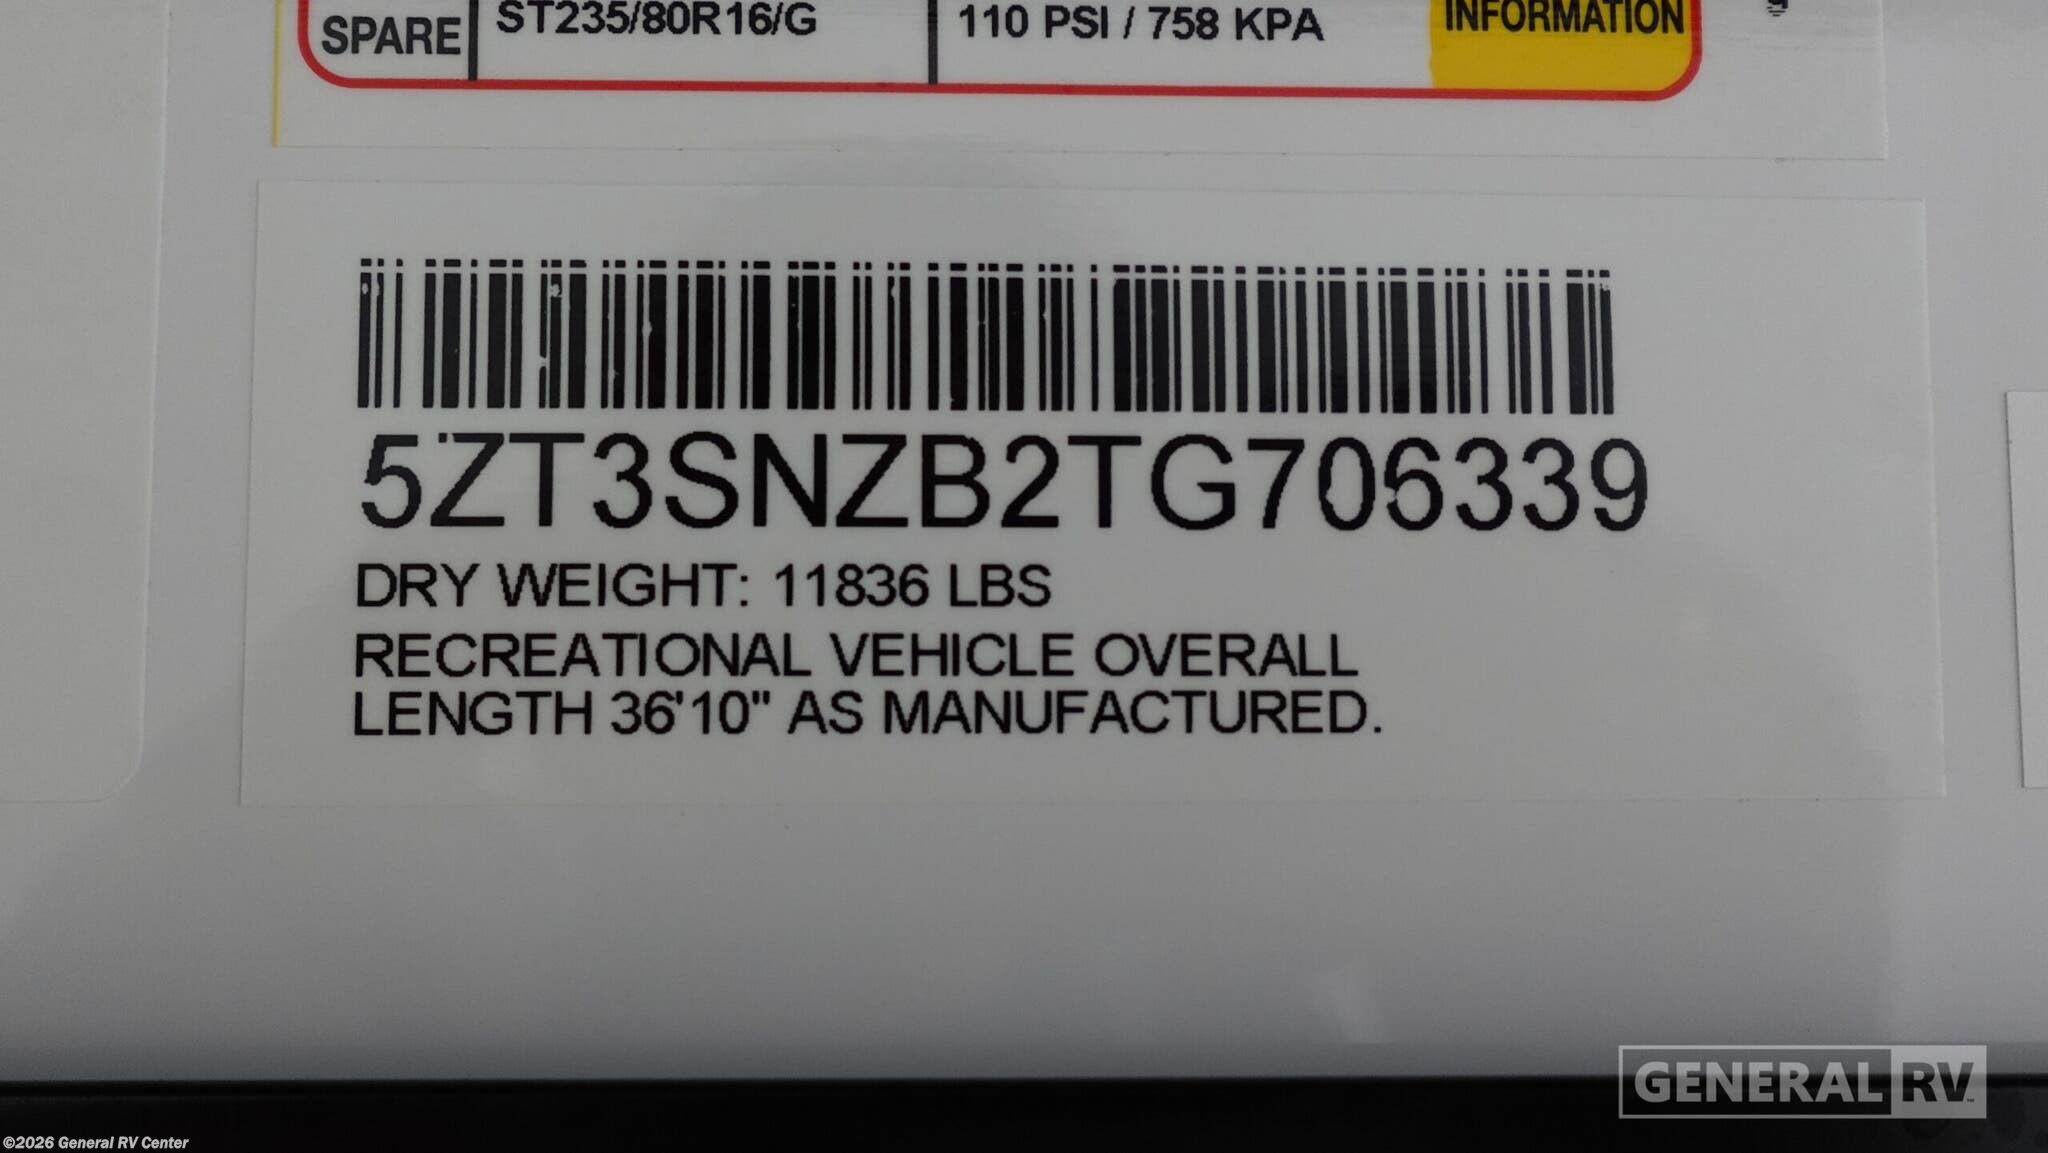 SPARE ST235/80R16/G 110 PSI / 758 KPA INFORMATION
5ZT3SNZB2TG706339
DRY WEIGHT: 11836 LBS
RECREATIONAL VEHICLE OVERALL
LENGTH 36'10" AS MANUFACTURED.
GENERAL RV
©2026 General RV Center